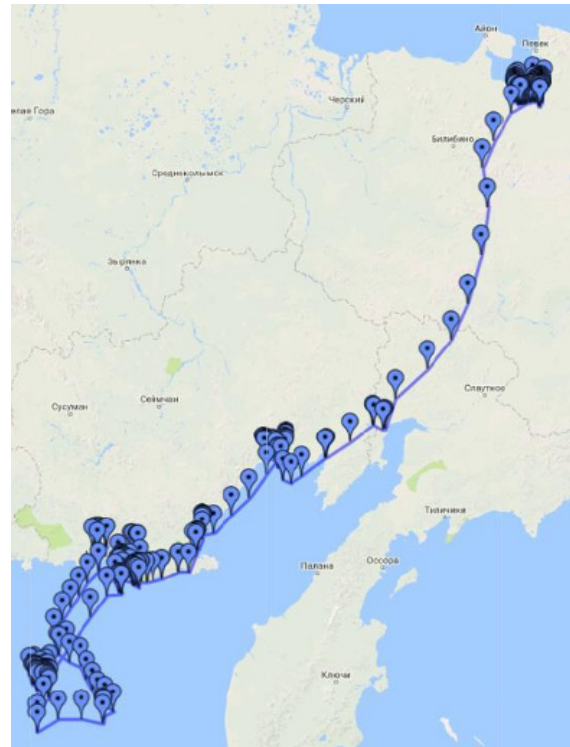 Айон
Певек
Черский
елая Гора
Билибино
Среднеколымск
Зырянка
Слаутное
Сеймчан
Сусуман
Тиличики
Палана
Оссора
Ключи